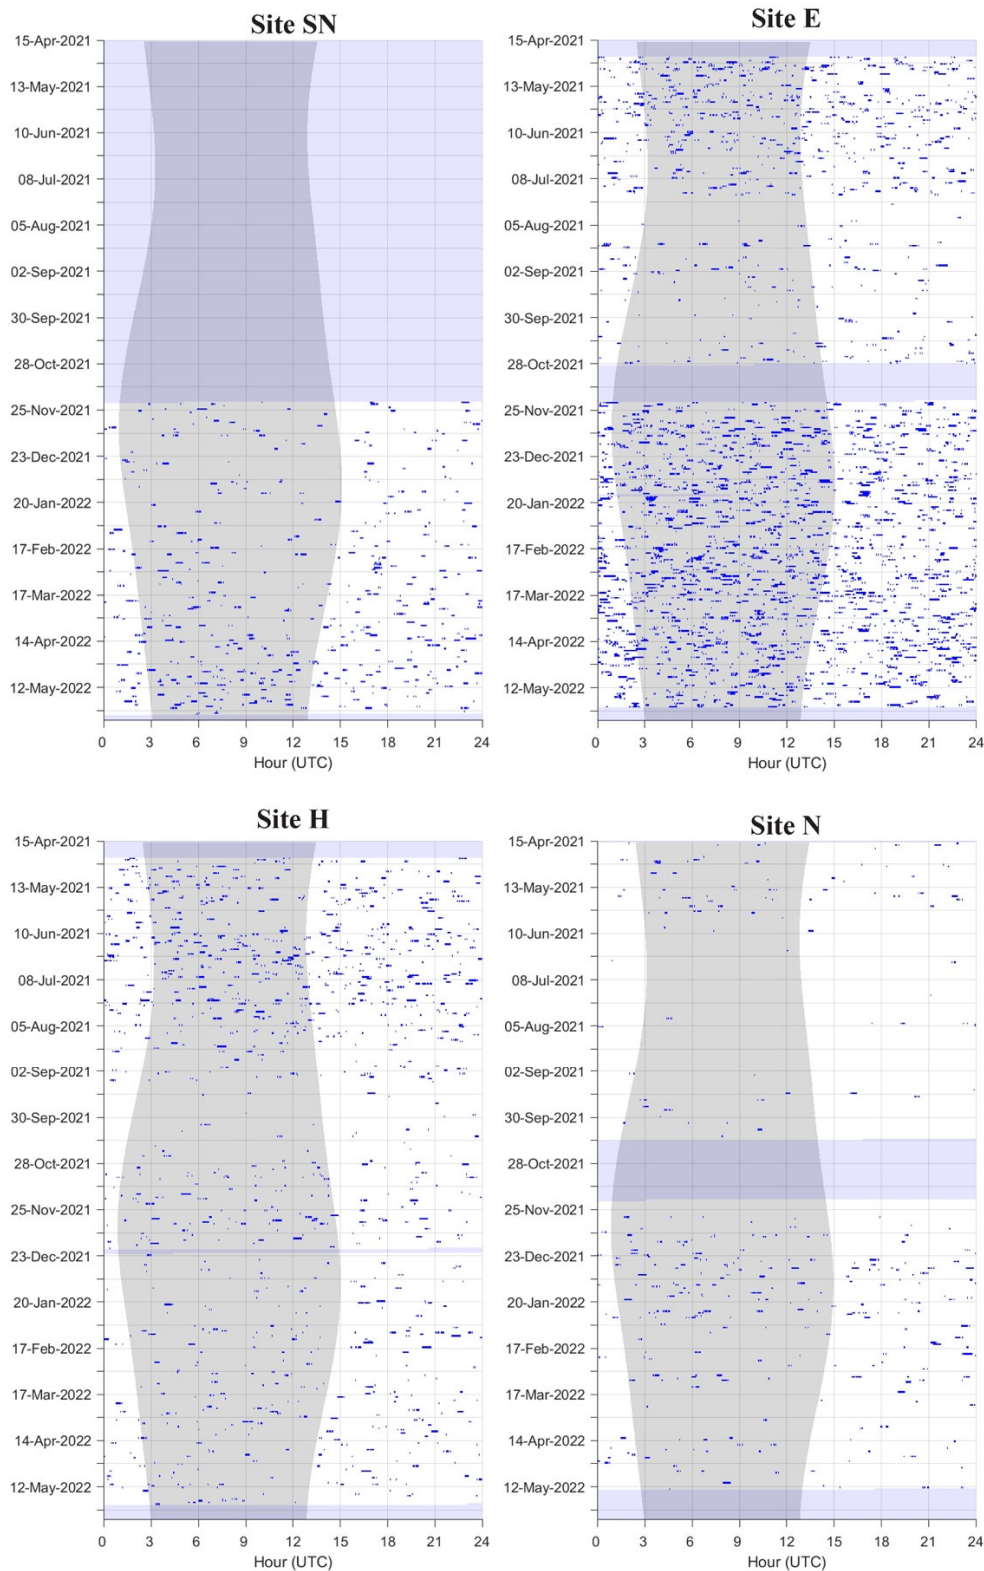 Site SN
15-Apr-2021
13-May-2021
10-Jun-2021
08-Jul-2021
05-Aug-2021
02-Sep-2021
30-Sep-2021
28-Oct-2021
25-Nov-2021
23-Dec-2021
20-Jan-2022
17-Feb-2022
17-Mar-2022
14-Apr-2022
12-May-2022
0 3 6 9 12 15 18 21 24
Hour (UTC)
Site E
15-Apr-2021
13-May-2021
10-Jun-2021
08-Jul-2021
05-Aug-2021
02-Sep-2021
30-Sep-2021
28-Oct-2021
25-Nov-2021
23-Dec-2021
20-Jan-2022
17-Feb-2022
17-Mar-2022
14-Apr-2022
12-May-2022
0 3 6 9 12 15 18 21 24
Hour (UTC)
Site H
15-Apr-2021
13-May-2021
10-Jun-2021
08-Jul-2021
05-Aug-2021
02-Sep-2021
30-Sep-2021
28-Oct-2021
25-Nov-2021
23-Dec-2021
20-Jan-2022
17-Feb-2022
17-Mar-2022
14-Apr-2022
12-May-2022
0 3 6 9 12 15 18 21 24
Hour (UTC)
Site N
15-Apr-2021
13-May-2021
10-Jun-2021
08-Jul-2021
05-Aug-2021
02-Sep-2021
30-Sep-2021
28-Oct-2021
25-Nov-2021
23-Dec-2021
20-Jan-2022
17-Feb-2022
17-Mar-2022
14-Apr-2022
12-May-2022
0 3 6 9 12 15 18 21 24
Hour (UTC)